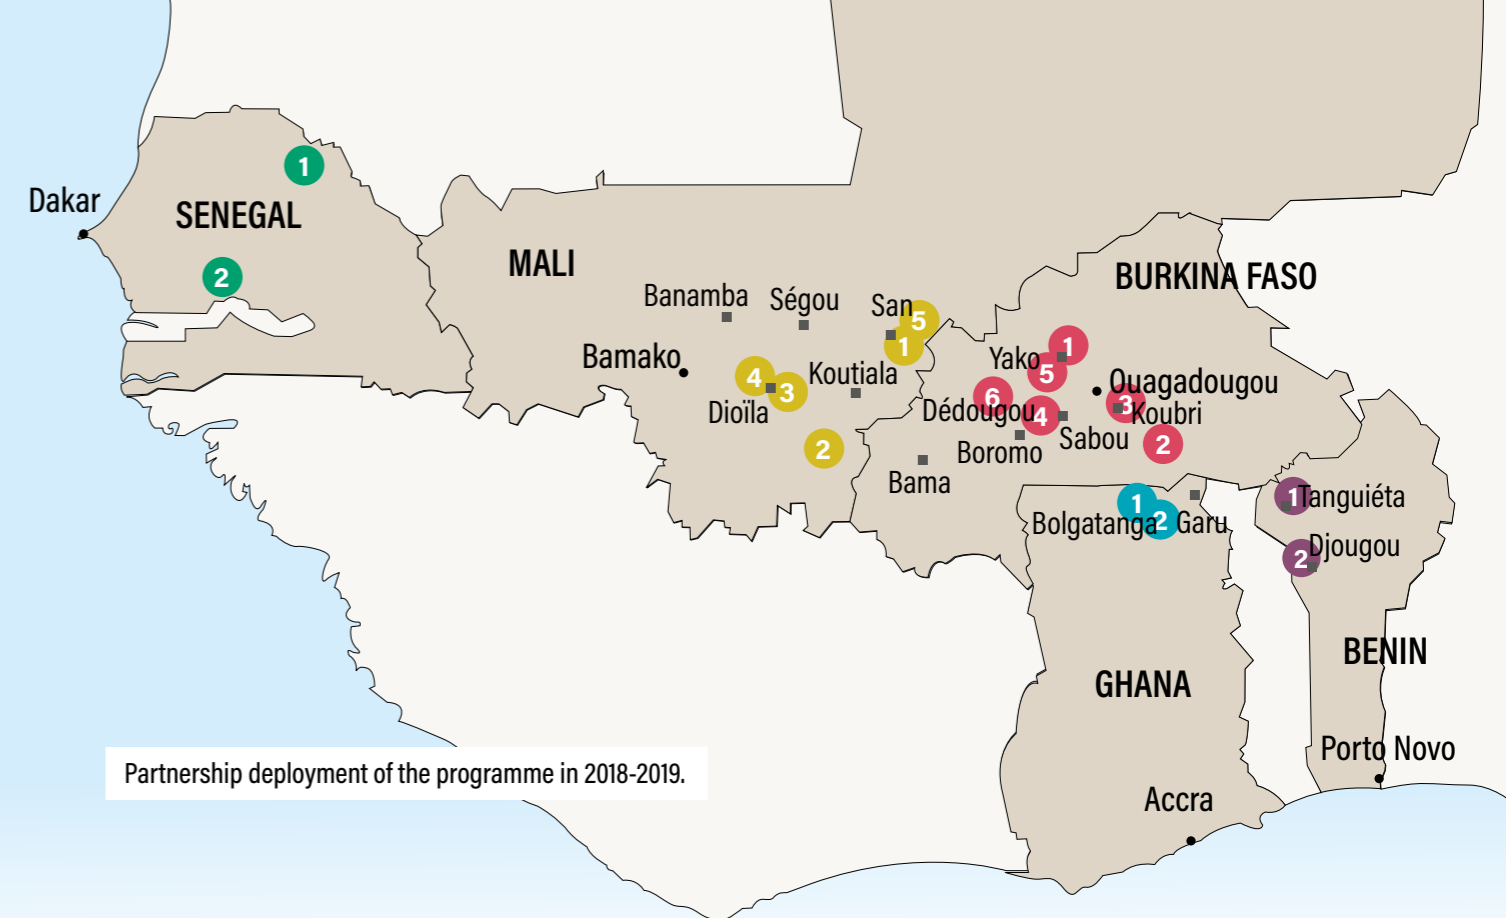 1
Dakar
SENEGAL
2
MALI
BURKINA FASO
Banamba
Ségou
San
5
1
Bamako
4
3
Koutiala
Dioïla
2
Yako
1
5
Ouagadougou
6
3
Koubri
Dédougou
4
Sabou
2
Boromo
Bama
1
Bolgatanga
2
Garu
1
Tanguiéta
2
Djougou
BENIN
GHANA
Porto Novo
Accra
Partnership deployment of the programme in 2018-2019.